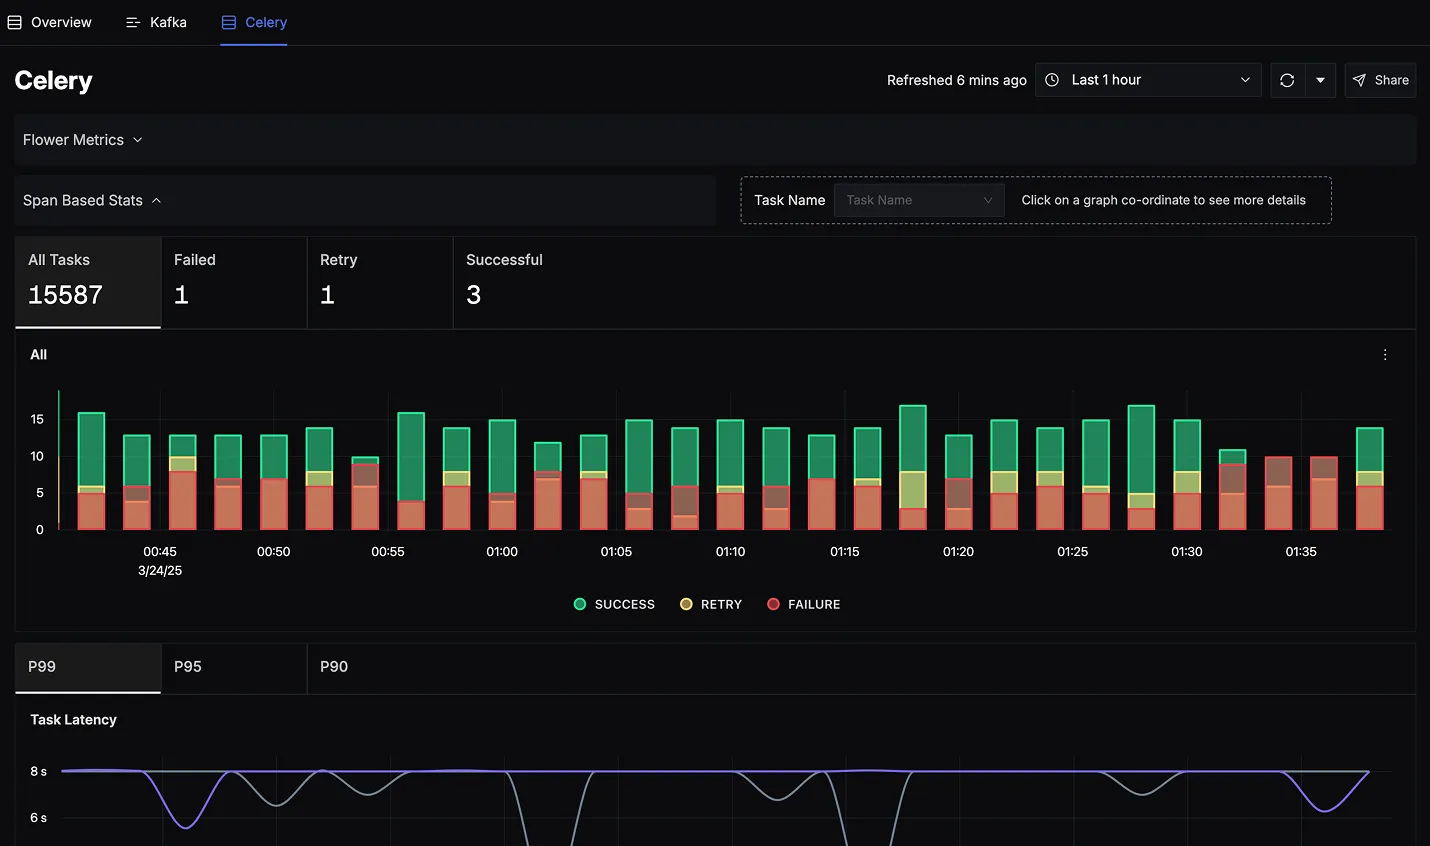 Overview Kafka Celery
Celery
Refreshed 6 mins ago Last 1 hour Share
Flower Metrics
Span Based Stats
Task Name Task Name Click on a graph co-ordinate to see more details
All Tasks Failed Retry Successful
15587 1 1 3
All
15
10
5
0
00:45 00:50 00:55 01:00 01:05 01:10 01:15 01:20 01:25 01:30 01:35
3/24/25
SUCCESS RETRY FAILURE
P99 P95 P90
Task Latency
8 s
6 s